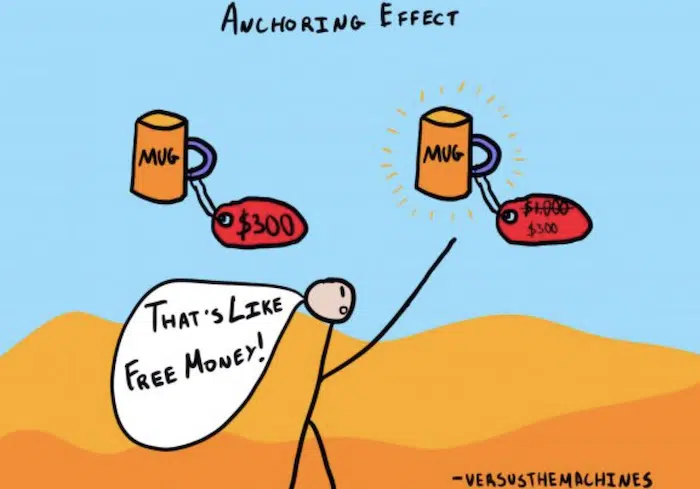 ANCHORING EFFECT
MUG
$300
MUG
$1,000
$300
THAT'S LIKE
FREE MONEY!
-VERSUSTHEMACHINES